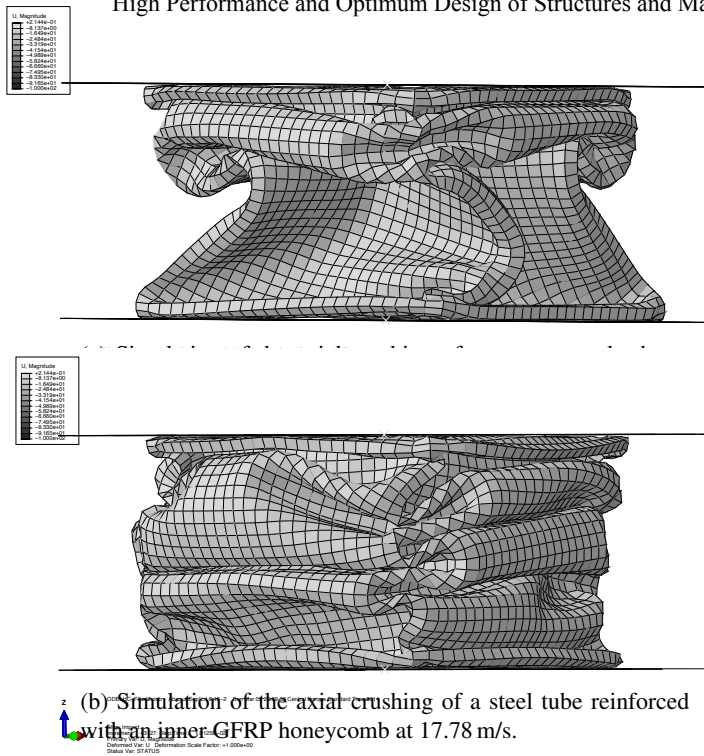 High Performance and Optimum Design of Structures and Ma
U, Magnitude
+2.144e−01
−8.137e+00
−1.649e+01
−2.484e+01
−3.319e+01
−4.154e+01
−4.989e+01
−5.824e+01
−6.660e+01
−7.495e+01
−8.330e+01
−9.165e+01
−1.000e+02
U, Magnitude
+2.144e−01
−8.137e+00
−1.649e+01
−2.484e+01
−3.319e+01
−4.154e+01
−4.989e+01
−5.824e+01
−6.660e+01
−7.495e+01
−8.330e+01
−9.165e+01
−1.000e+02
(b) Simulation of the axial crushing of a steel tube reinforced
with an inner GFRP honeycomb at 17.78 m/s.
z
Primary Var: U, Magnitude
Deformed Var: U Deformation Scale Factor: +1.000e+00
Status Var: STATUS